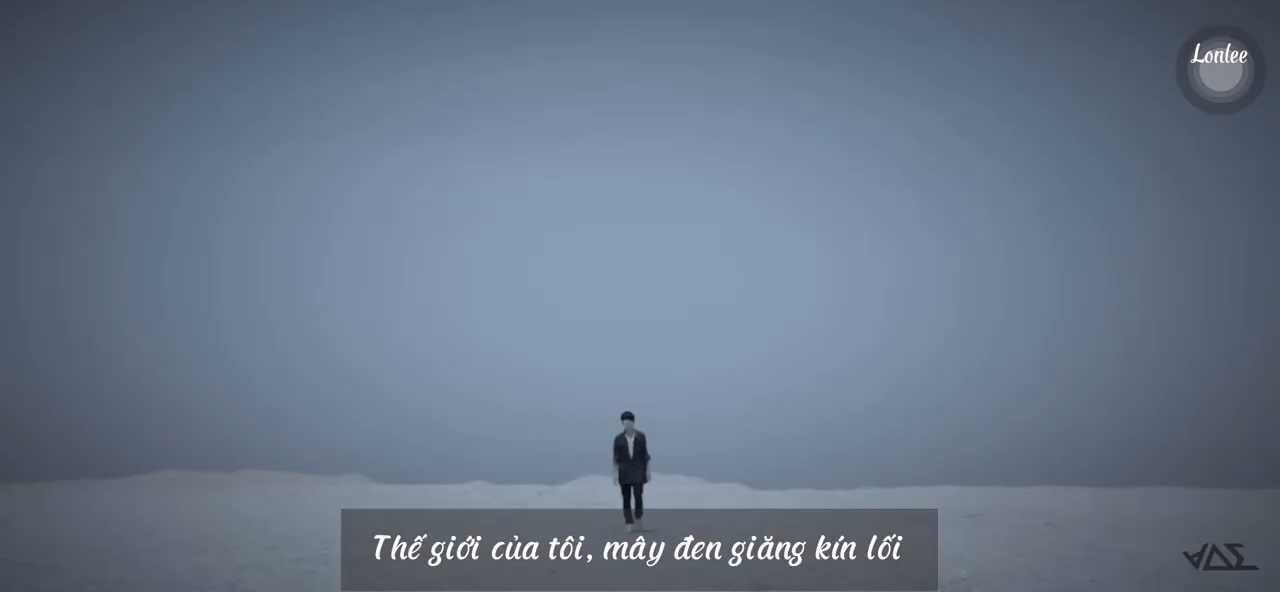 Lonlee
Thế giới của tôi, mây đen giăng kín lối